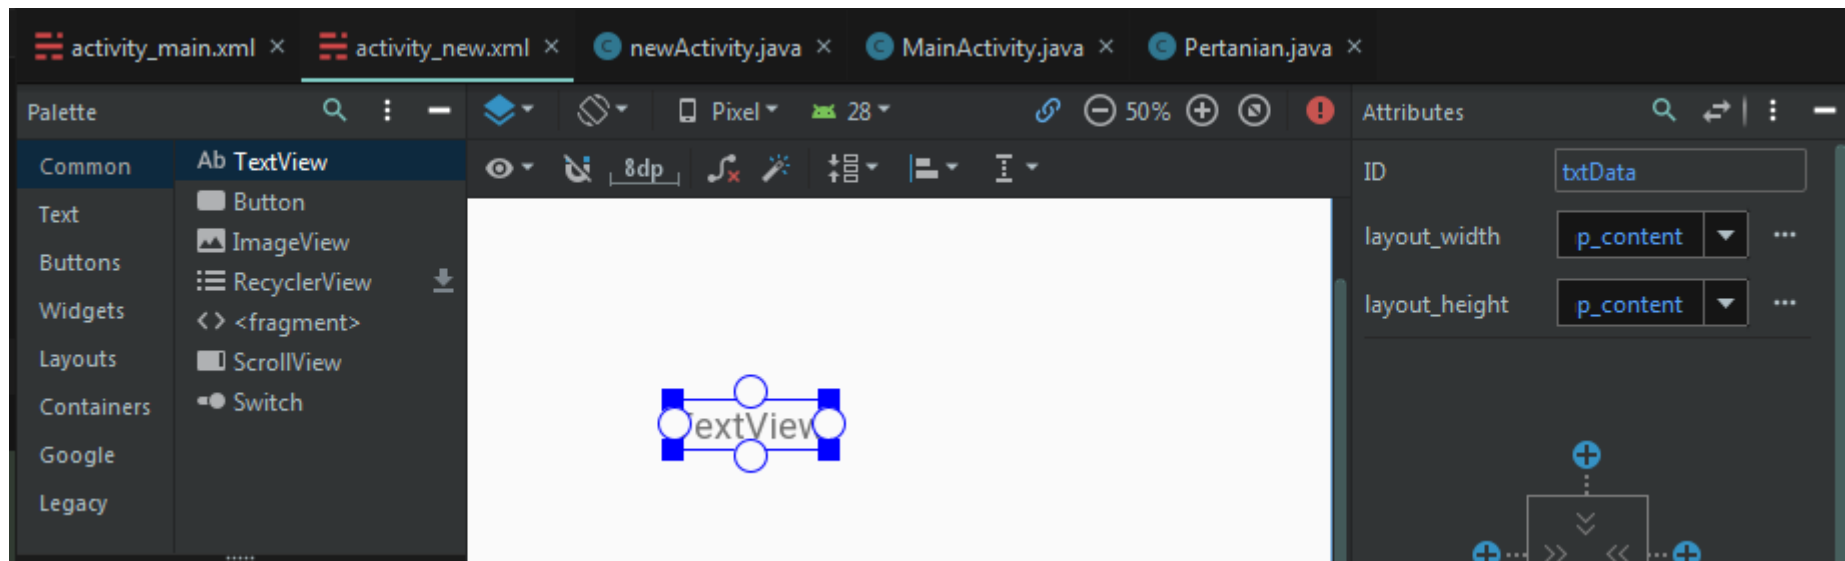 activity_main.xml activity_new.xml newActivity.java MainActivity.java Pertanian.java
Palette
Pixel 28 50%
Attributes
Common
Text
Buttons
Widgets
Layouts
Containers
Google
Legacy
Ab TextView
Button
ImageView
RecyclerView
<fragment>
ScrollView
Switch
8dp
TextView
ID txtData
layout_width p_content
layout_height p_content